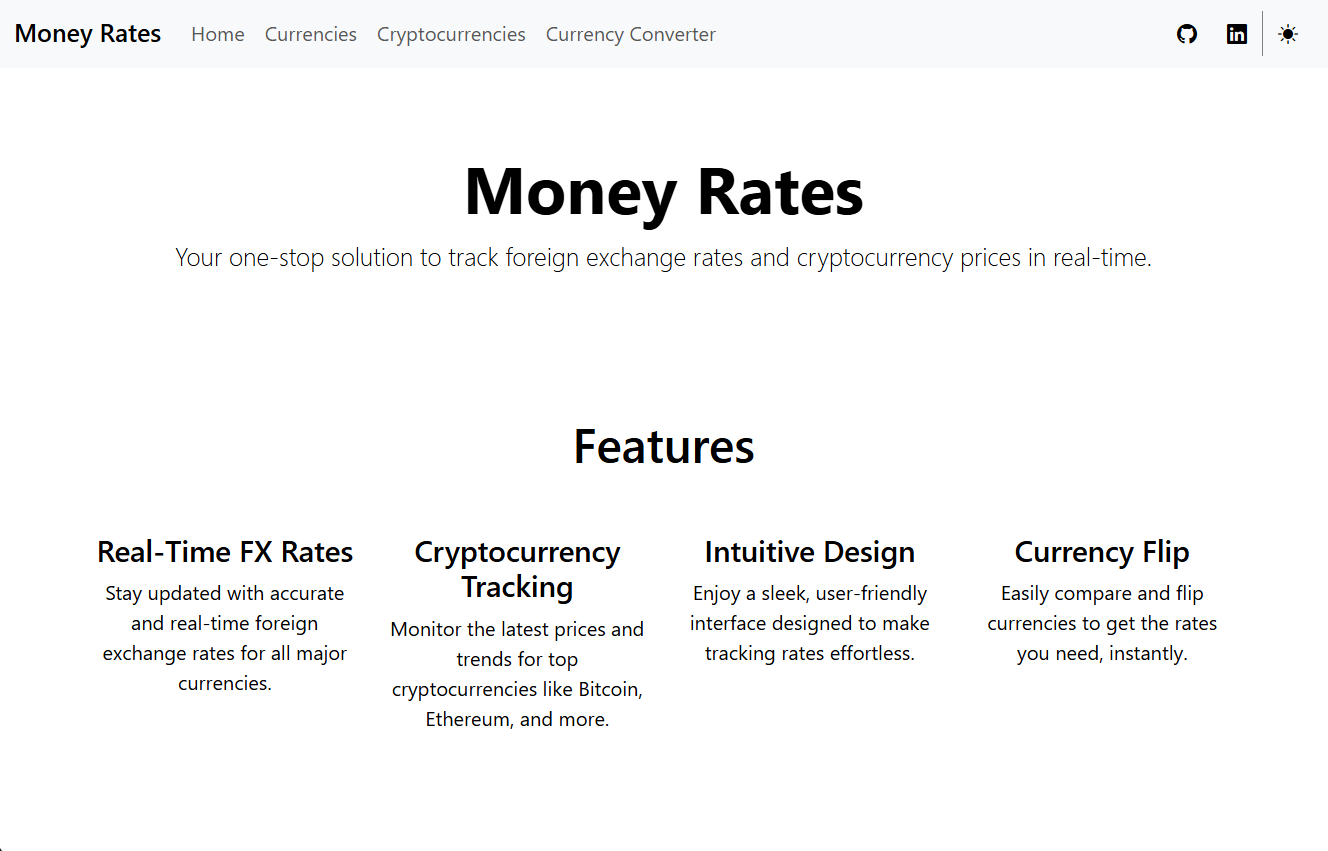 Money Rates Home Currencies Cryptocurrencies Currency Converter
Money Rates
Your one-stop solution to track foreign exchange rates and cryptocurrency prices in real-time.
Features
Real-Time FX Rates
Stay updated with accurate
and real-time foreign
exchange rates for all major
currencies.
Cryptocurrency
Tracking
Monitor the latest prices and
trends for top
cryptocurrencies like Bitcoin,
Ethereum, and more.
Intuitive Design
Enjoy a sleek, user-friendly
interface designed to make
tracking rates effortless.
Currency Flip
Easily compare and flip
currencies to get the rates
you need, instantly.